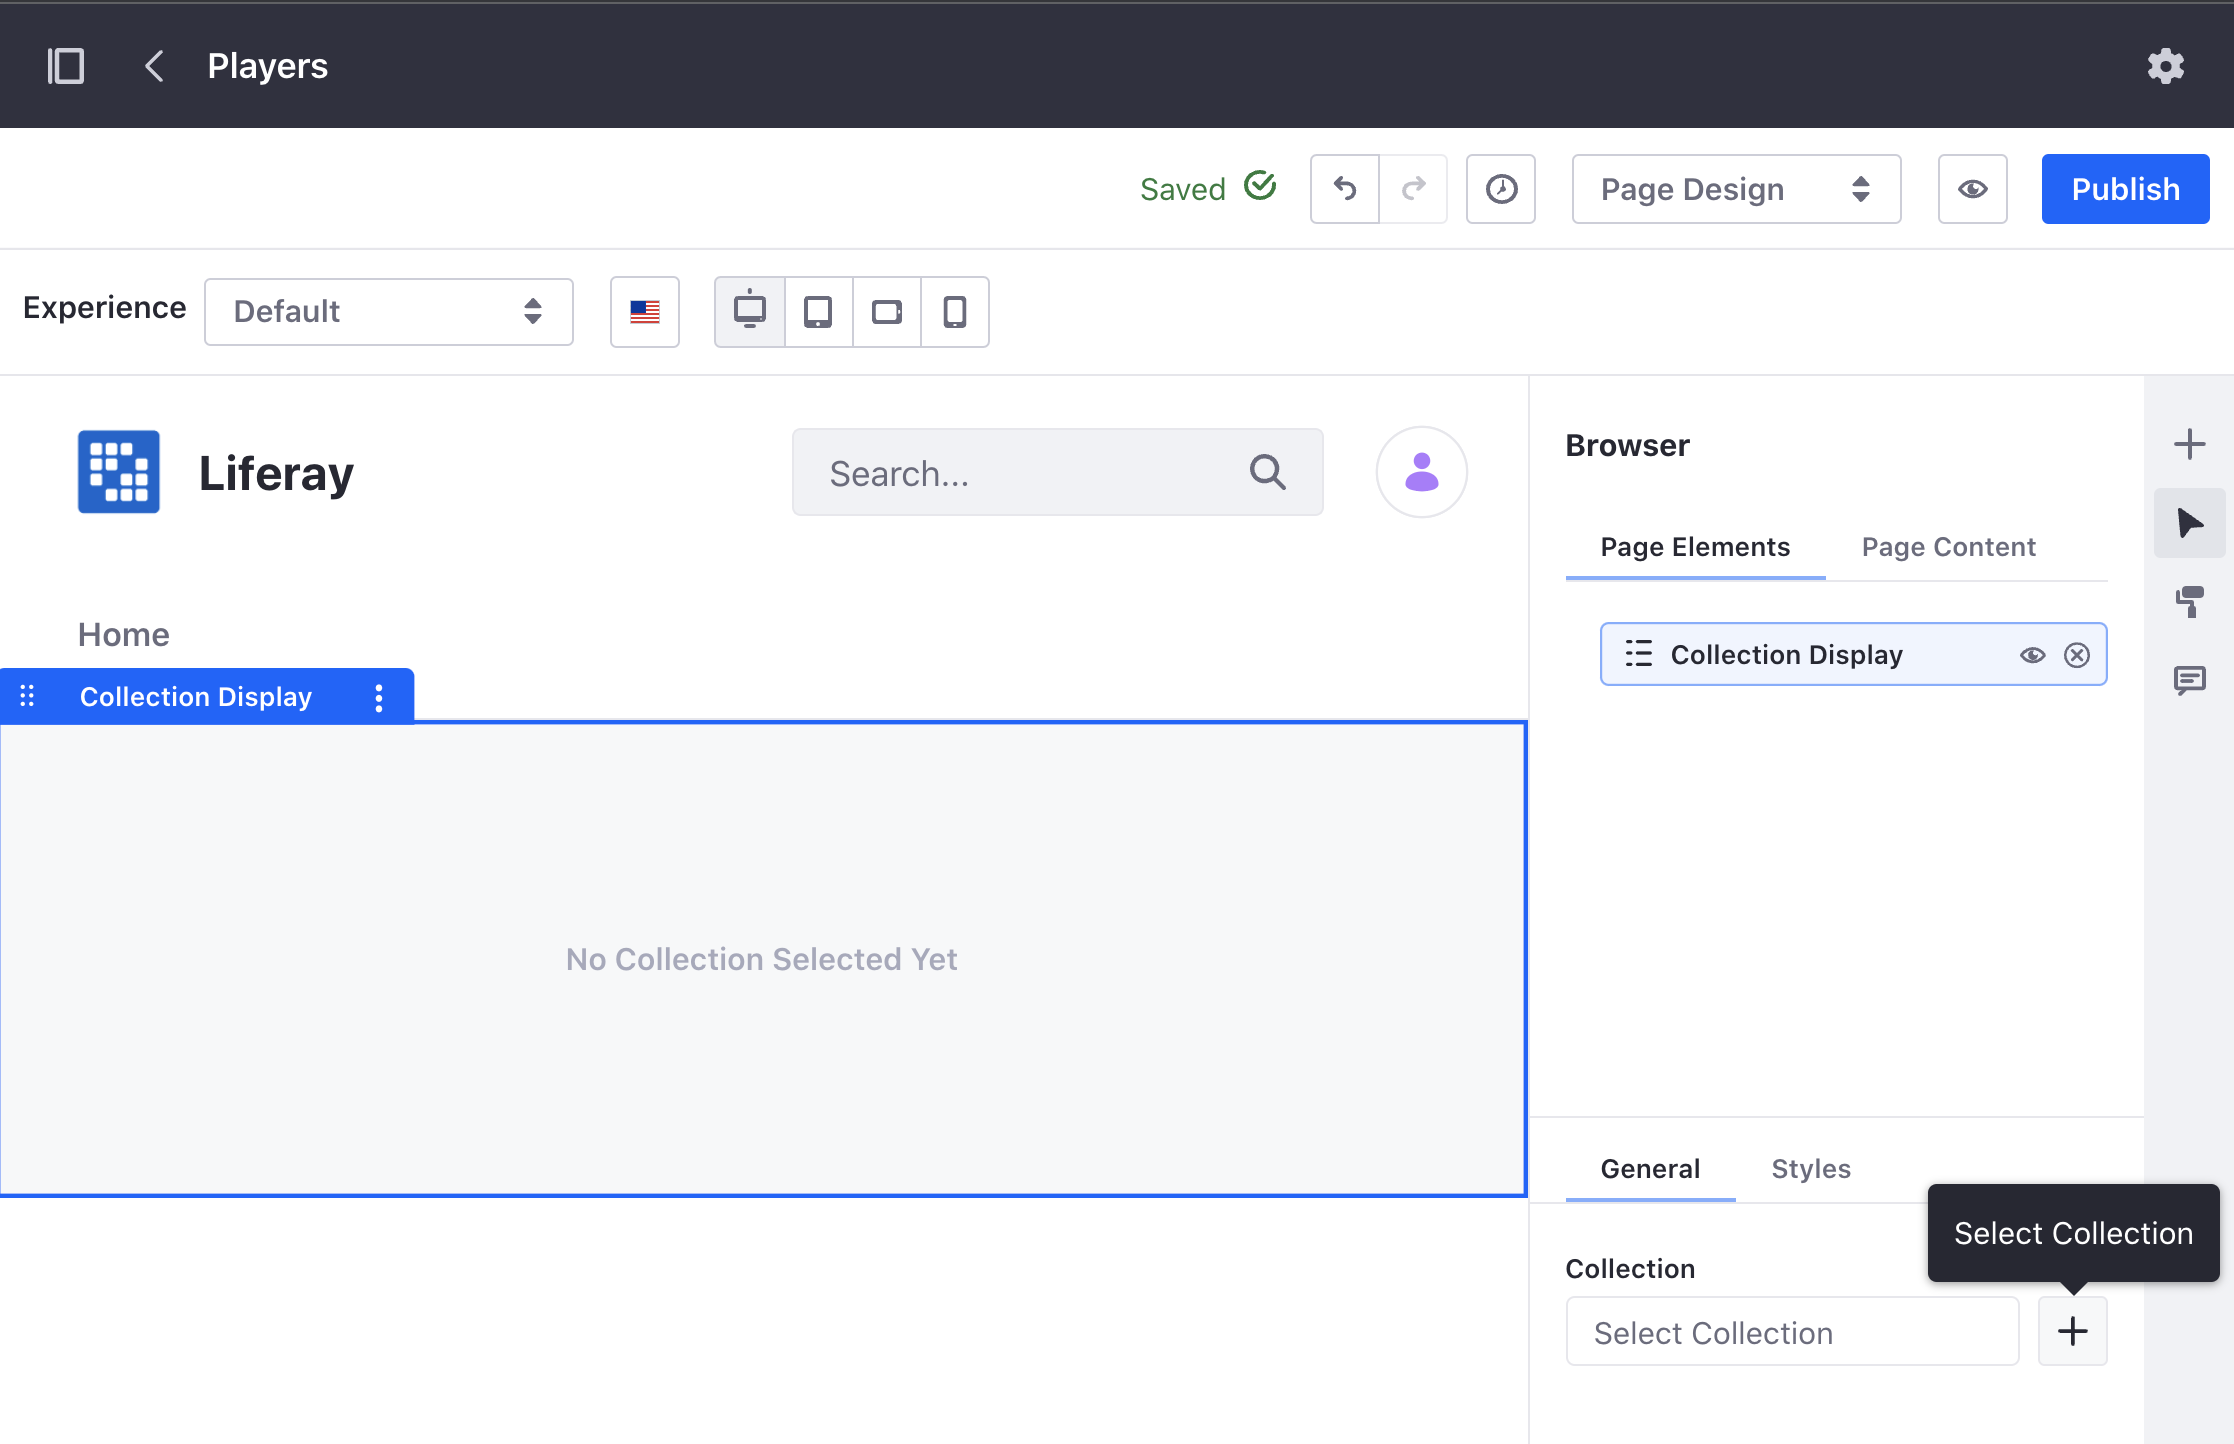 Players
Saved
Page Design
Publish
Experience
Default
Liferay
Search...
Home
Collection Display
No Collection Selected Yet
Browser
Page Elements
Page Content
Collection Display
General
Styles
Select Collection
Collection
Select Collection